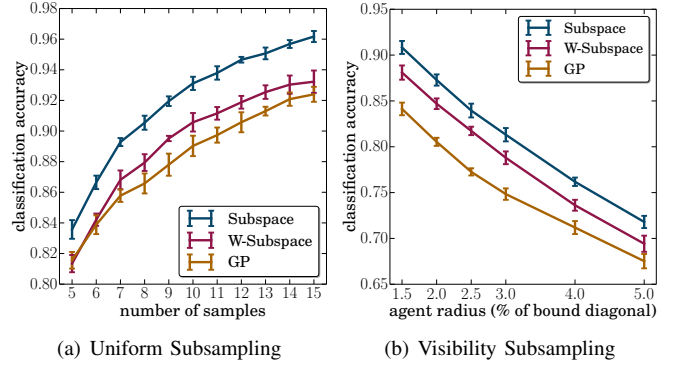 0.98
0.96
0.94
0.92
0.90
0.88
0.86
0.84
0.82
0.80
classification accuracy
Subspace
W-Subspace
GP
5 6 7 8 9 10 11 12 13 14 15
number of samples
(a) Uniform Subsampling
0.95
0.90
0.85
0.80
0.75
0.70
0.65
classification accuracy
Subspace
W-Subspace
GP
1.5 2.0 2.5 3.0 4.0 5.0
agent radius (% of bound diagonal)
(b) Visibility Subsampling